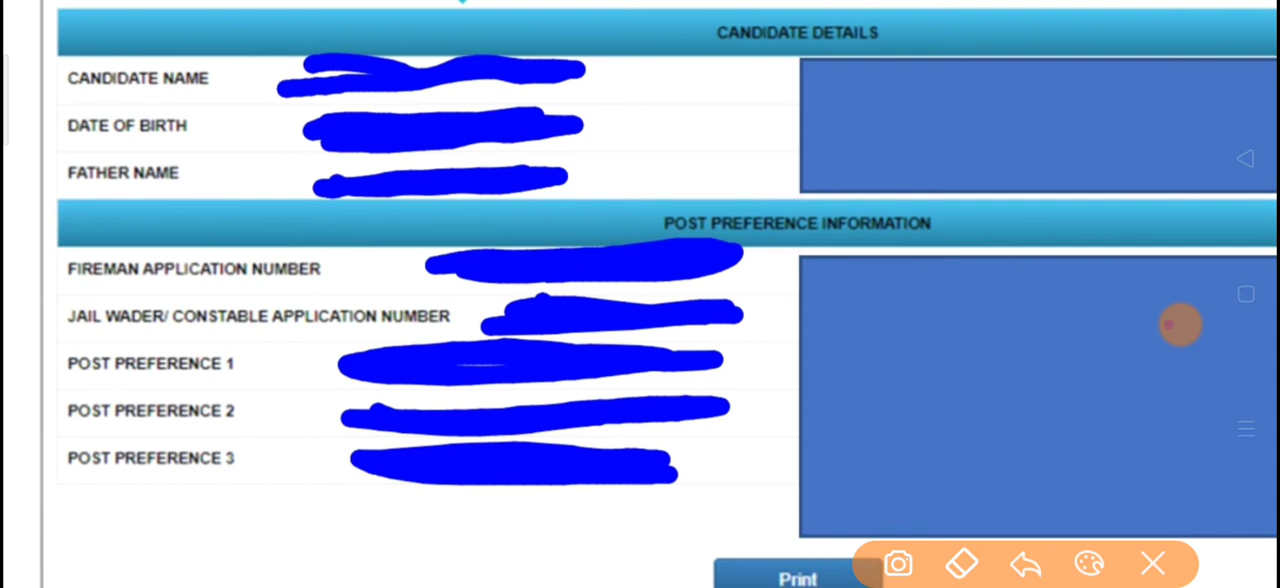 CANDIDATE DETAILS
CANDIDATE NAME
DATE OF BIRTH
FATHER NAME
POST PREFERENCE INFORMATION
FIREMAN APPLICATION NUMBER
JAIL WADER/ CONSTABLE APPLICATION NUMBER
POST PREFERENCE 1
POST PREFERENCE 2
POST PREFERENCE 3
Print